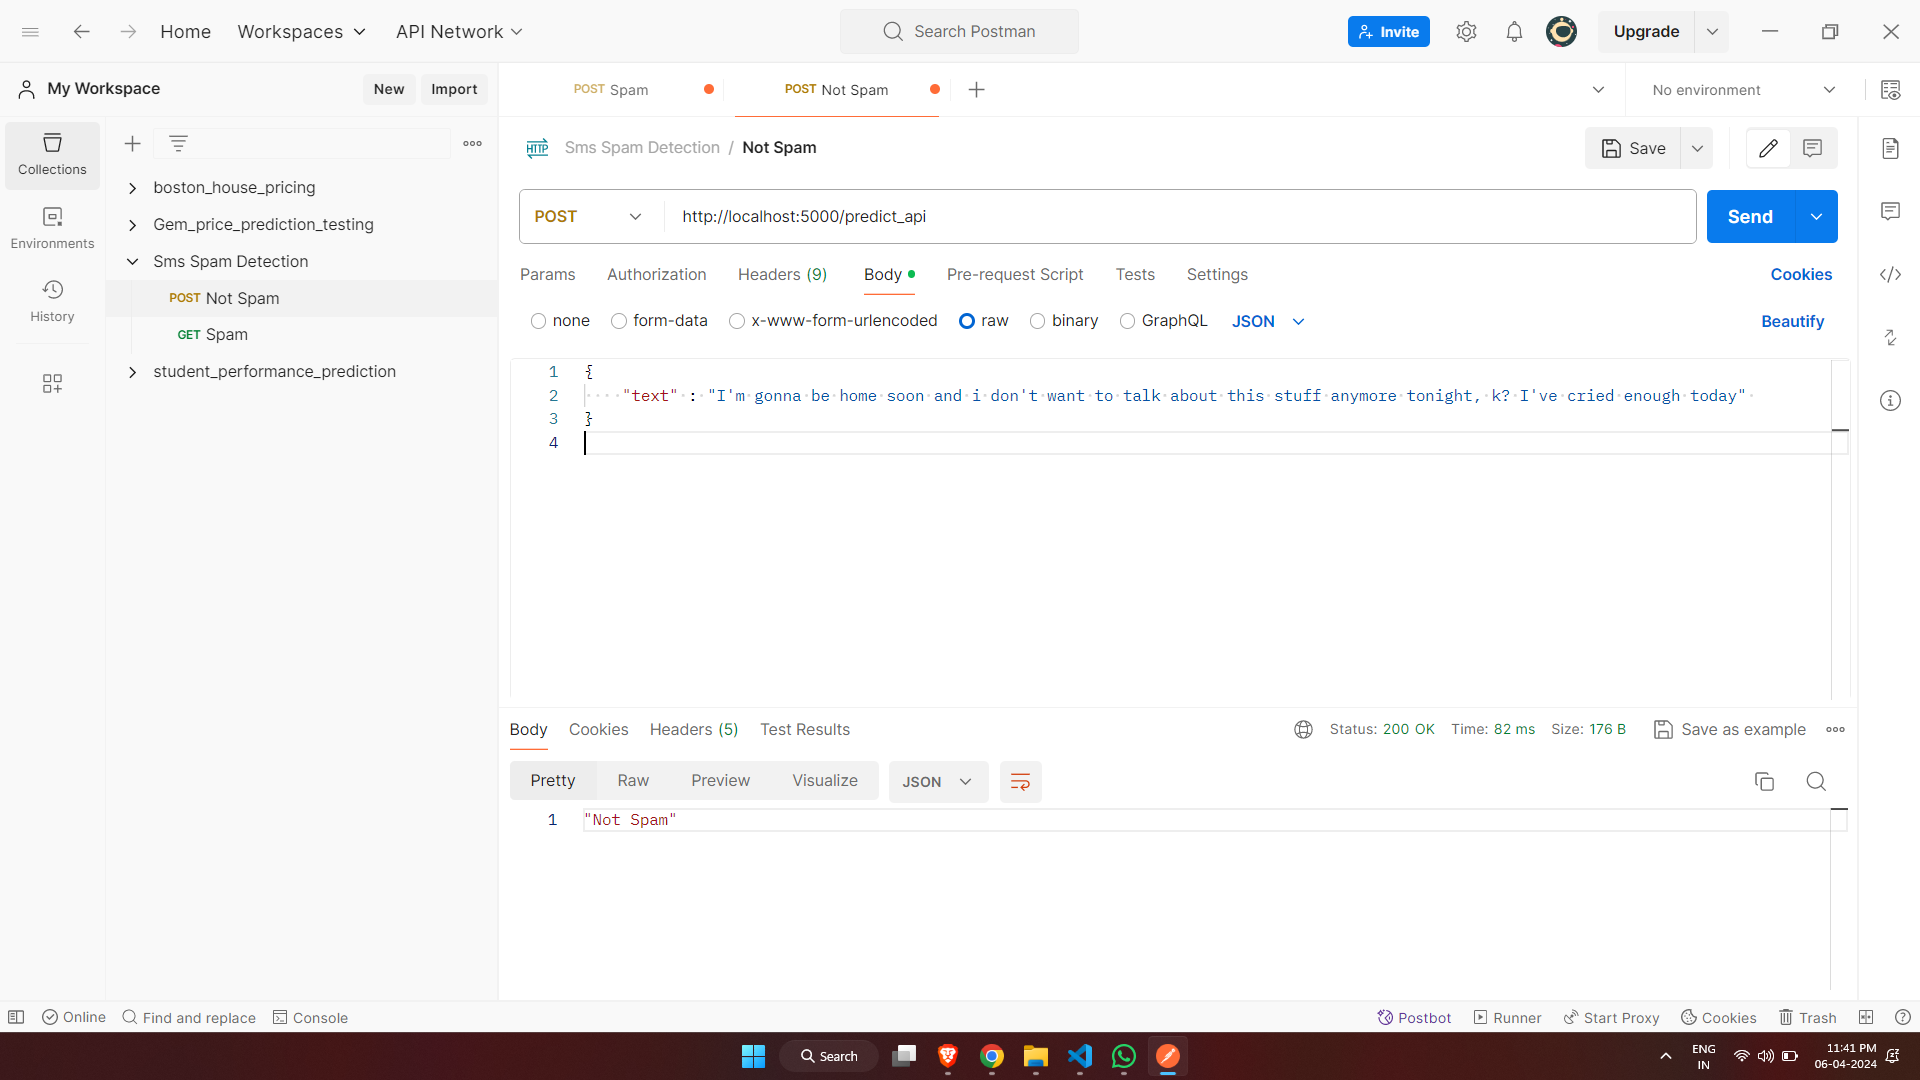 Home Workspaces API Network Search Postman Invite Upgrade
My Workspace New Import POST Spam POST Not Spam No environment
Collections
Environments
History
boston_house_pricing
Gem_price_prediction_testing
Sms Spam Detection
POST Not Spam
GET Spam
student_performance_prediction
HTTP Sms Spam Detection / Not Spam Save
POST http://localhost:5000/predict_api Send
Params Authorization Headers (9) Body Pre-request Script Tests Settings Cookies
none form-data x-www-form-urlencoded raw binary GraphQL JSON Beautify
1 {
2 "text" : "I'm gonna be home soon and i don't want to talk about this stuff anymore tonight, k? I've cried enough today"
3 }
4
Body Cookies Headers (5) Test Results Status: 200 OK Time: 82 ms Size: 176 B Save as example
Pretty Raw Preview Visualize JSON
1 "Not Spam"
Online Find and replace Console Postbot Runner Start Proxy Cookies Trash
Search ENG IN 11:41 PM
06-04-2024